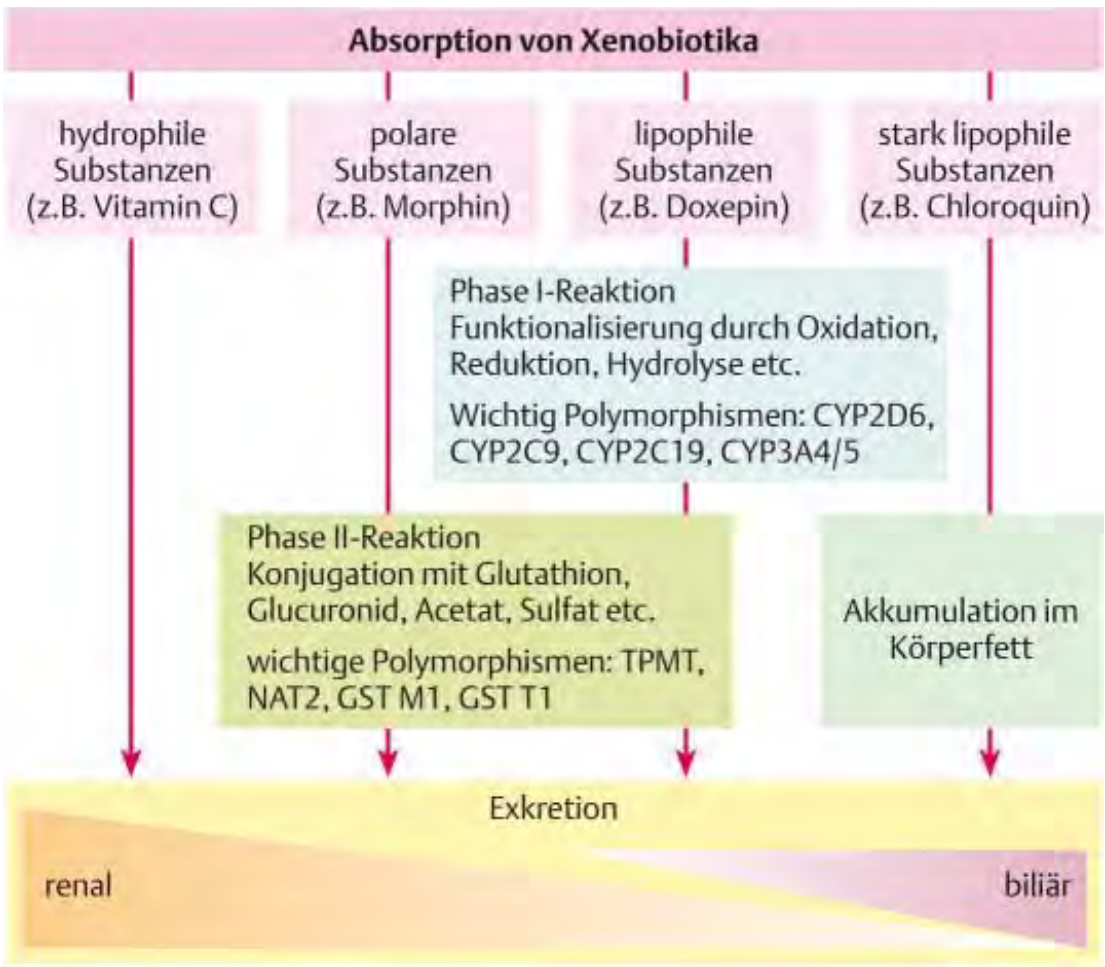 Absorption von Xenobiotika
hydrophile
Substanzen
(z.B. Vitamin C)
polare
Substanzen
(z.B. Morphin)
lipophile
Substanzen
(z.B. Doxepin)
stark lipophile
Substanzen
(z.B. Chloroquin)
Phase I-Reaktion
Funktionalisierung durch Oxidation,
Reduktion, Hydrolyse etc.
Wichtig Polymorphismen: CYP2D6,
CYP2C9, CYP2C19, CYP3A4/5
Phase II-Reaktion
Konjugation mit Glutathion,
Glucuronid, Acetat, Sulfat etc.
wichtige Polymorphismen: TPMT,
NAT2, GST M1, GST T1
Akkumulation im
Körperfett
Exkretion
renal
biliär